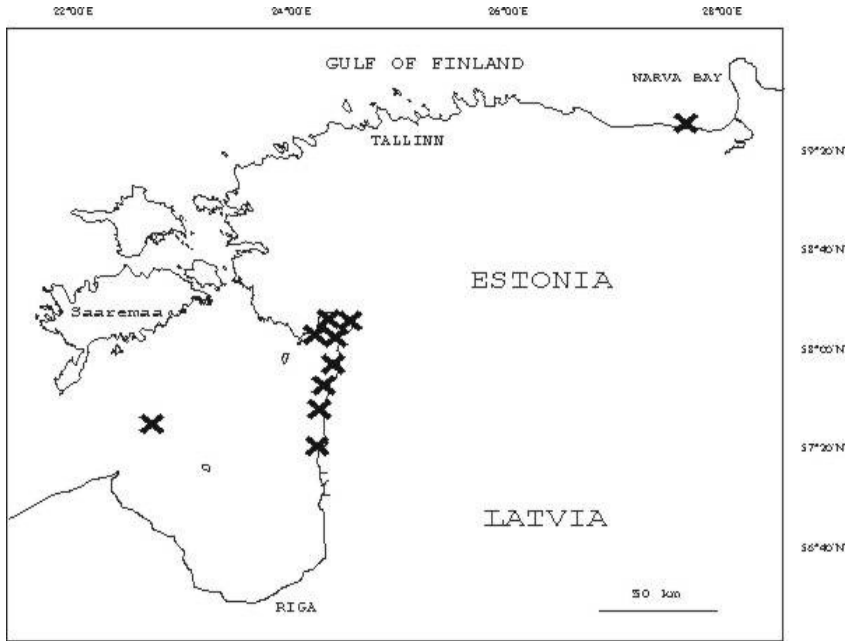 22°00'E 24°00'E 26°00'E 28°00'E
GULF OF FINLAND
NARVA BAY
TALLINN
59°20'N
58°40'N
ESTONIA
Saaremaa
58°00'N
57°20'N
LATVIA
56°40'N
50 km
RIGA